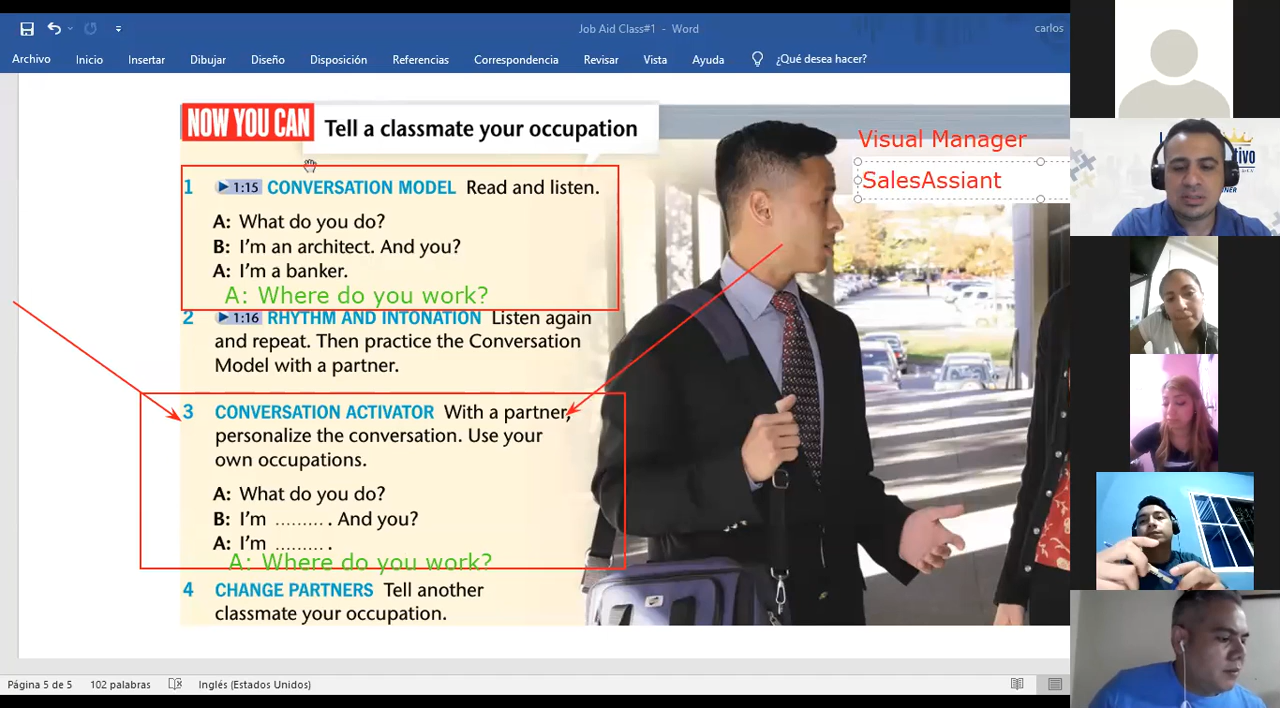 Job Aid Class#1 - Word
carlos
Archivo Inicio Insertar Dibujar Diseño Disposición Referencias Correspondencia Revisar Vista Ayuda ¿Qué desea hacer?
NOW YOU CAN Tell a classmate your occupation
Visual Manager
SalesAssiant
1 1:15 CONVERSATION MODEL Read and listen.
A: What do you do?
B: I'm an architect. And you?
A: I'm a banker.
A: Where do you work?
2 1:16 RHYTHM AND INTONATION Listen again
and repeat. Then practice the Conversation
Model with a partner.
3 CONVERSATION ACTIVATOR With a partner,
personalize the conversation. Use your
own occupations.
A: What do you do?
B: I'm ......... . And you?
A: I'm ......... .
A: Where do you work?
4 CHANGE PARTNERS Tell another
classmate your occupation.
Página 5 de 5 102 palabras Inglés (Estados Unidos)